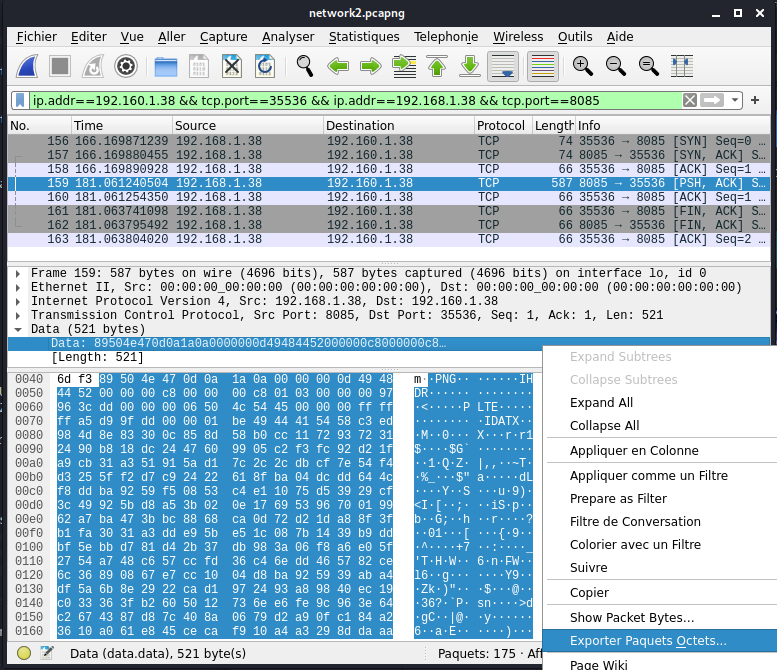 network2.pcapng
Fichier Editer Vue Aller Capture Analyser Statistiques Telephonie Wireless Outils Aide
ip.addr==192.160.1.38 && tcp.port==35536 && ip.addr==192.168.1.38 && tcp.port==8085
No. Time Source Destination Protocol Length Info
156 166.169871239 192.168.1.38 192.160.1.38 TCP 74 35536 → 8085 [SYN] Seq=0 …
157 166.169880455 192.168.1.38 192.160.1.38 TCP 74 8085 → 35536 [SYN, ACK] S…
158 166.169890928 192.168.1.38 192.160.1.38 TCP 66 35536 → 8085 [ACK] Seq=1 …
159 181.061240504 192.168.1.38 192.160.1.38 TCP 587 8085 → 35536 [PSH, ACK] S…
160 181.061254350 192.168.1.38 192.160.1.38 TCP 66 35536 → 8085 [ACK] Seq=1 …
161 181.063741098 192.168.1.38 192.160.1.38 TCP 66 35536 → 8085 [FIN, ACK] S…
162 181.063795492 192.168.1.38 192.160.1.38 TCP 66 8085 → 35536 [FIN, ACK] S…
163 181.063804020 192.168.1.38 192.160.1.38 TCP 66 35536 → 8085 [ACK] Seq=2 …
Frame 159: 587 bytes on wire (4696 bits), 587 bytes captured (4696 bits) on interface lo, id 0
Ethernet II, Src: 00:00:00_00:00:00 (00:00:00:00:00:00), Dst: 00:00:00_00:00:00 (00:00:00:00:00:00)
Internet Protocol Version 4, Src: 192.168.1.38, Dst: 192.160.1.38
Transmission Control Protocol, Src Port: 8085, Dst Port: 35536, Seq: 1, Ack: 1, Len: 521
Data (521 bytes)
Data: 89504e470d0a1a0a0000000d49484452000000c8000000c8…
[Length: 521]
0040 6d f3 89 50 4e 47 0d 0a 1a 0a 00 00 00 0d 49 48 m··PNG·· ······IH
0050 44 52 00 00 00 c8 00 00 00 c8 01 03 00 00 00 97 DR······ ········
0060 96 3c dd 00 00 00 06 50 4c 54 45 00 00 00 ff ff ·<·····P LTE·····
0070 ff a5 d9 9f dd 00 00 01 be 49 44 41 54 58 c3 ed ········ ·IDATX··
0080 98 4d 8e 83 30 0c 85 8d 58 b0 cc 11 72 93 72 31 ·M··0··· X···r·r1
0090 24 90 b8 18 dc 24 47 60 99 05 c2 f3 fc 92 d2 1f $····$G` ········
00a0 a9 cb 31 a3 51 91 5a d1 7c 2c 2c db cf 7e 54 f4 ··1·Q·Z· |,,··~T·
00b0 d3 25 5f f2 d7 c9 24 22 61 8f ba 04 dc dd 64 4c ·%_···$" a·····dL
00c0 f8 dd ba 92 59 f5 08 53 c4 e1 10 75 d5 39 29 cf ····Y··S ···u·9)·
00d0 3c 49 92 5b d8 a5 3b 02 0e 17 69 53 96 70 01 99 <I·[··;· ··iS·p··
00e0 62 a7 ba 47 3b bc 88 68 ca 0d 72 d2 1d a8 8f 3f b··G;··h ··r····?
00f0 b1 fa 30 31 a3 dd e9 5b e5 1c 08 7b 14 39 b9 dd ··01···[ ···{·9··
0100 bf 5e bb d7 81 d4 2b 37 db 98 3a 06 f8 a6 e0 5f ·^····+7 ··:····_
0110 27 54 a7 48 c6 57 cc fd 36 c4 6e dd 46 57 82 ce 'T·H·W·· 6·n·FW··
0120 6c 36 89 08 67 e7 cc 10 04 d8 ba 92 59 39 ab a4 l6··g··· ····Y9··
0130 df 5a 6b 8e 29 22 ca d1 97 24 93 a8 98 40 ec 19 ·Zk·)"·· ·$···@··
0140 c0 33 36 3f b2 60 50 12 73 6e e6 fe 9c 96 3e 64 ·36?·`P· sn····>d
0150 c2 67 43 87 d8 7c 40 8a 06 79 d2 a9 0f c1 84 a2 ·gC··|@· ·y······
0160 36 10 a0 61 e8 45 ce ca f9 10 a4 a3 29 8d da aa 6··a·E·· ····)···
Expand Subtrees
Collapse Subtrees
Expand All
Collapse All
Appliquer en Colonne
Appliquer comme un Filtre
Prepare as Filter
Filtre de Conversation
Colorier avec un Filtre
Suivre
Copier
Show Packet Bytes…
Exporter Paquets Octets…
Page Wiki
Data (data.data), 521 byte(s) Paquets: 175 · Aff